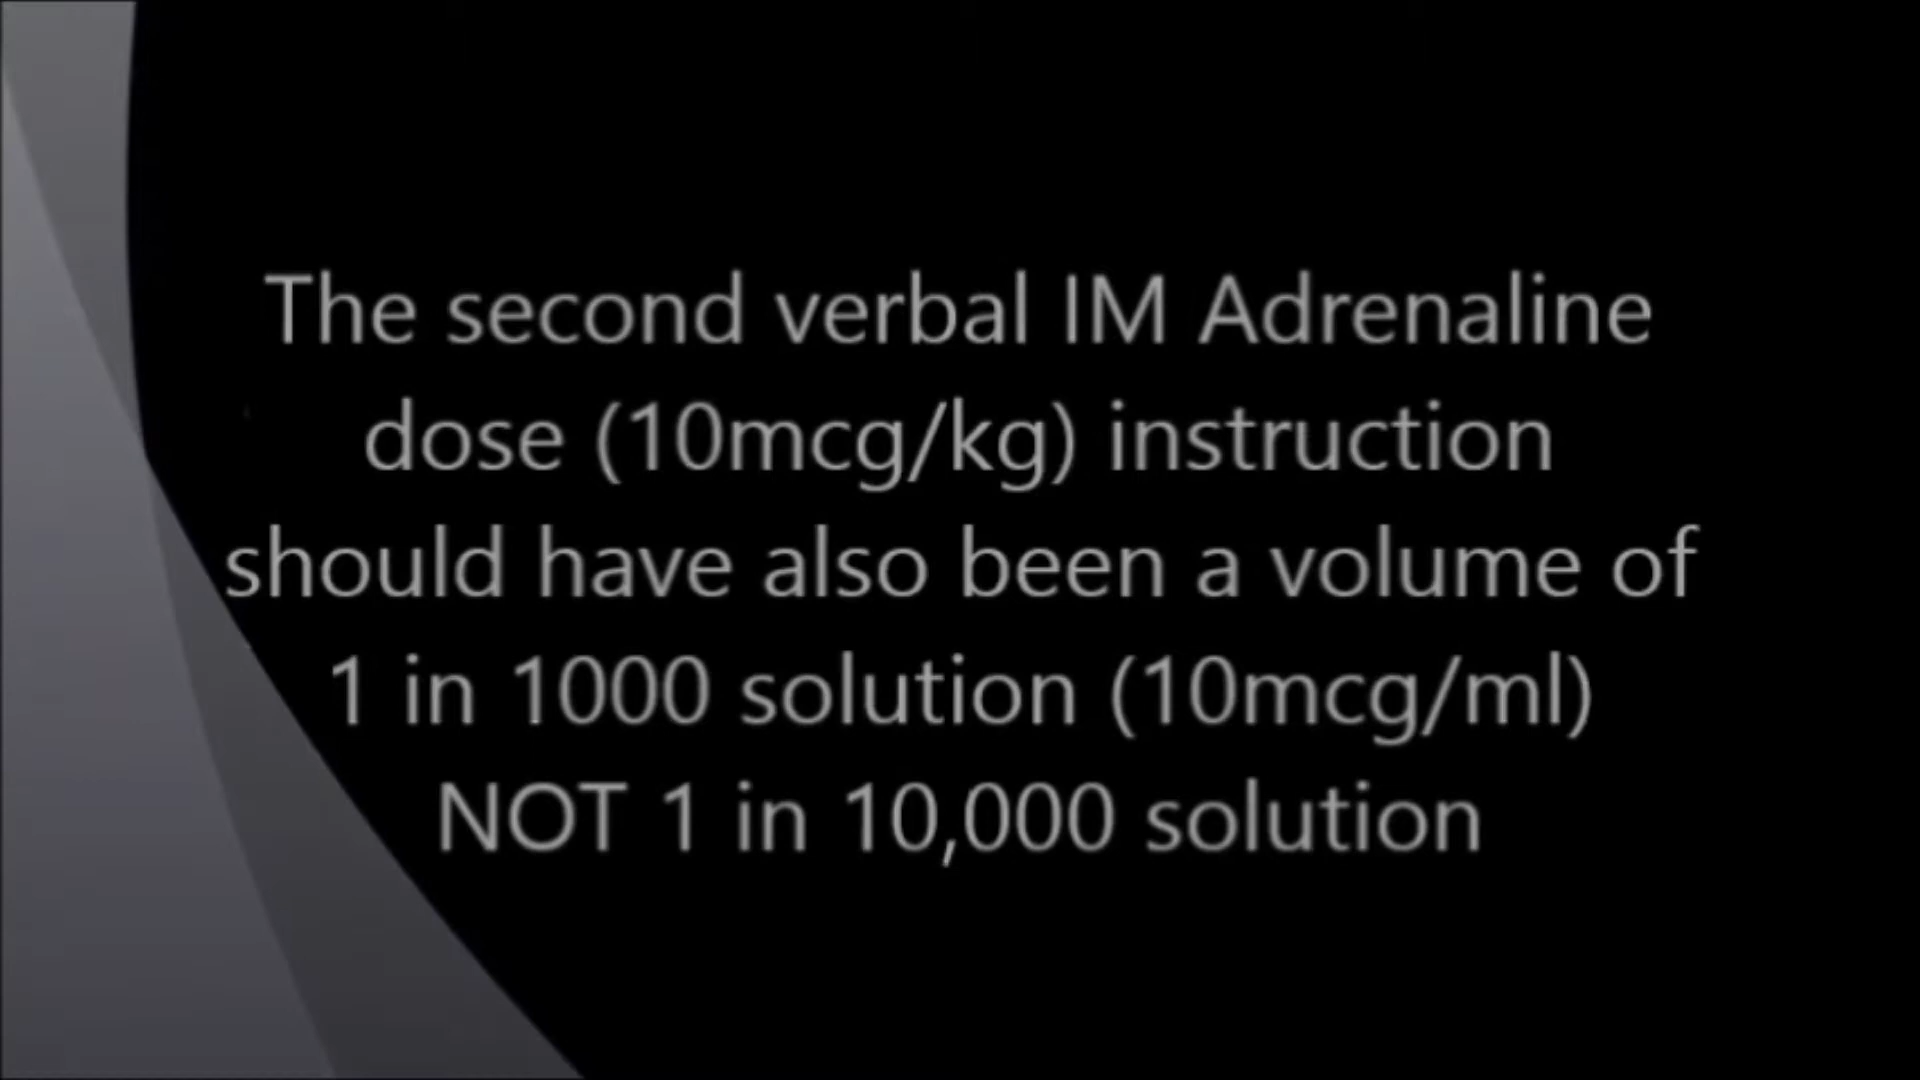 The second verbal IM Adrenaline
dose (10mcg/kg) instruction
should have also been a volume of
1 in 1000 solution (10mcg/ml)
NOT 1 in 10,000 solution